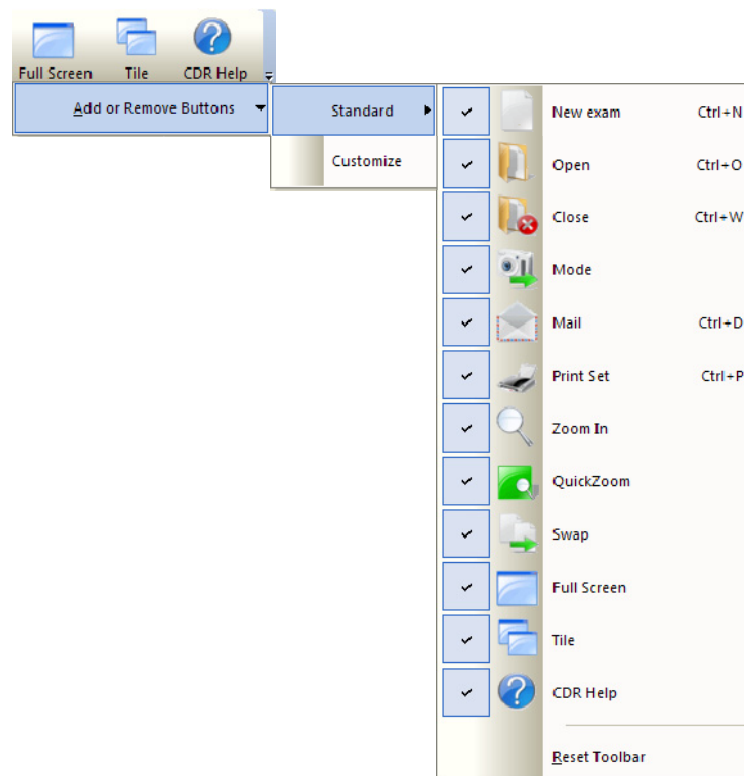 Full Screen Tile CDR Help
Add or Remove Buttons
Standard
Customize
New exam Ctrl+N
Open Ctrl+O
Close Ctrl+W
Mode
Mail Ctrl+D
Print Set Ctrl+P
Zoom In
QuickZoom
Swap
Full Screen
Tile
CDR Help
Reset Toolbar